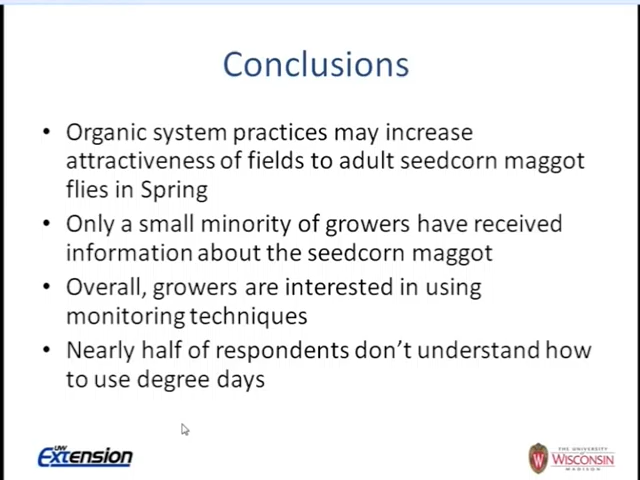 Conclusions
• Organic system practices may increase
attractiveness of fields to adult seedcorn maggot
flies in Spring
• Only a small minority of growers have received
information about the seedcorn maggot
• Overall, growers are interested in using
monitoring techniques
• Nearly half of respondents don’t understand how
to use degree days
UW
Extension
THE UNIVERSITY
of
WISCONSIN
MADISON